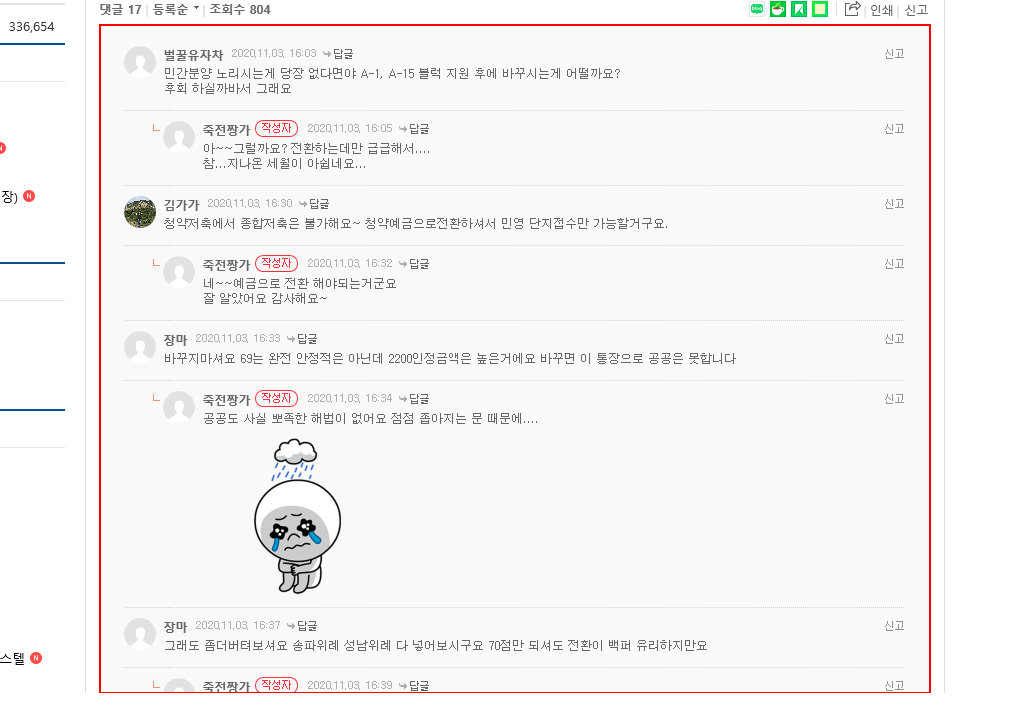 댓글 17 | 등록순 | 조회수 804
blog
인쇄 | 신고
336,654
벌꿀유자차 2020.11.03. 16:03 답글 신고
민간분양 노리시는게 당장 없다면야 A-1, A-15 블럭 지원 후에 바꾸시는게 어떨까요?
후회 하실까바서 그래요
죽전짱가 작성자 2020.11.03. 16:05 답글 신고
아~~그럴까요? 전환하는데만 급급해서....
참...지나온 세월이 아쉽네요...
N
장) N
김가가 2020.11.03. 16:30 답글 신고
청약저축에서 종합저축은 불가해요~ 청약예금으로전환하셔서 민영 단지접수만 가능할거구요.
죽전짱가 작성자 2020.11.03. 16:32 답글 신고
네~~예금으로 전환 해야되는거군요
잘 알았어요 감사해요~
장마 2020.11.03. 16:33 답글 신고
바꾸지마셔요 69는 완전 안정적은 아닌데 2200인정금액은 높은거에요 바꾸면 이 통장으로 공공은 못합니다
죽전짱가 작성자 2020.11.03. 16:34 답글 신고
공공도 사실 뽀족한 해법이 없어요 점점 좁아지는 문 때문에....
장마 2020.11.03. 16:37 답글 신고
그래도 좀더버텨보셔요 송파위례 성남위례 다 넣어보시구요 70점만 되셔도 전환이 백퍼 유리하지만요
스텔 N
죽전짱가 작성자 2020.11.03. 16:39 답글 신고